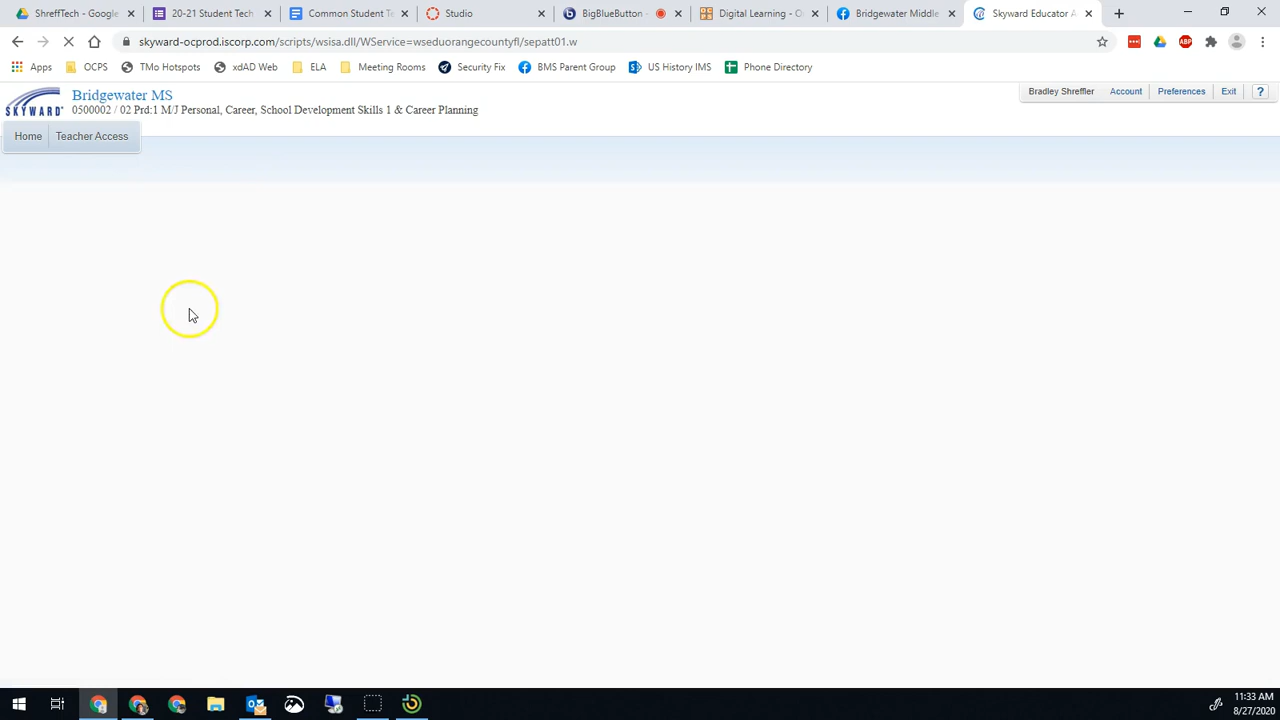 ShreffTech - Google
20-21 Student Tech
Common Student Te
Studio
BigBlueButton -
Digital Learning - O
Bridgewater Middle
Skyward Educator A
skyward-ocprod.iscorp.com/scripts/wsisa.dll/WService=wseduorangecountyfl/sepatt01.w
Apps
OCPS
TMo Hotspots
xdAD Web
ELA
Meeting Rooms
Security Fix
BMS Parent Group
US History IMS
Phone Directory
ABP
SKYWARD
Bridgewater MS
0500002 / 02 Prd:1 M/J Personal, Career, School Development Skills 1 & Career Planning
Bradley Shreffler
Account
Preferences
Exit
?
Home
Teacher Access
11:33 AM
8/27/2020